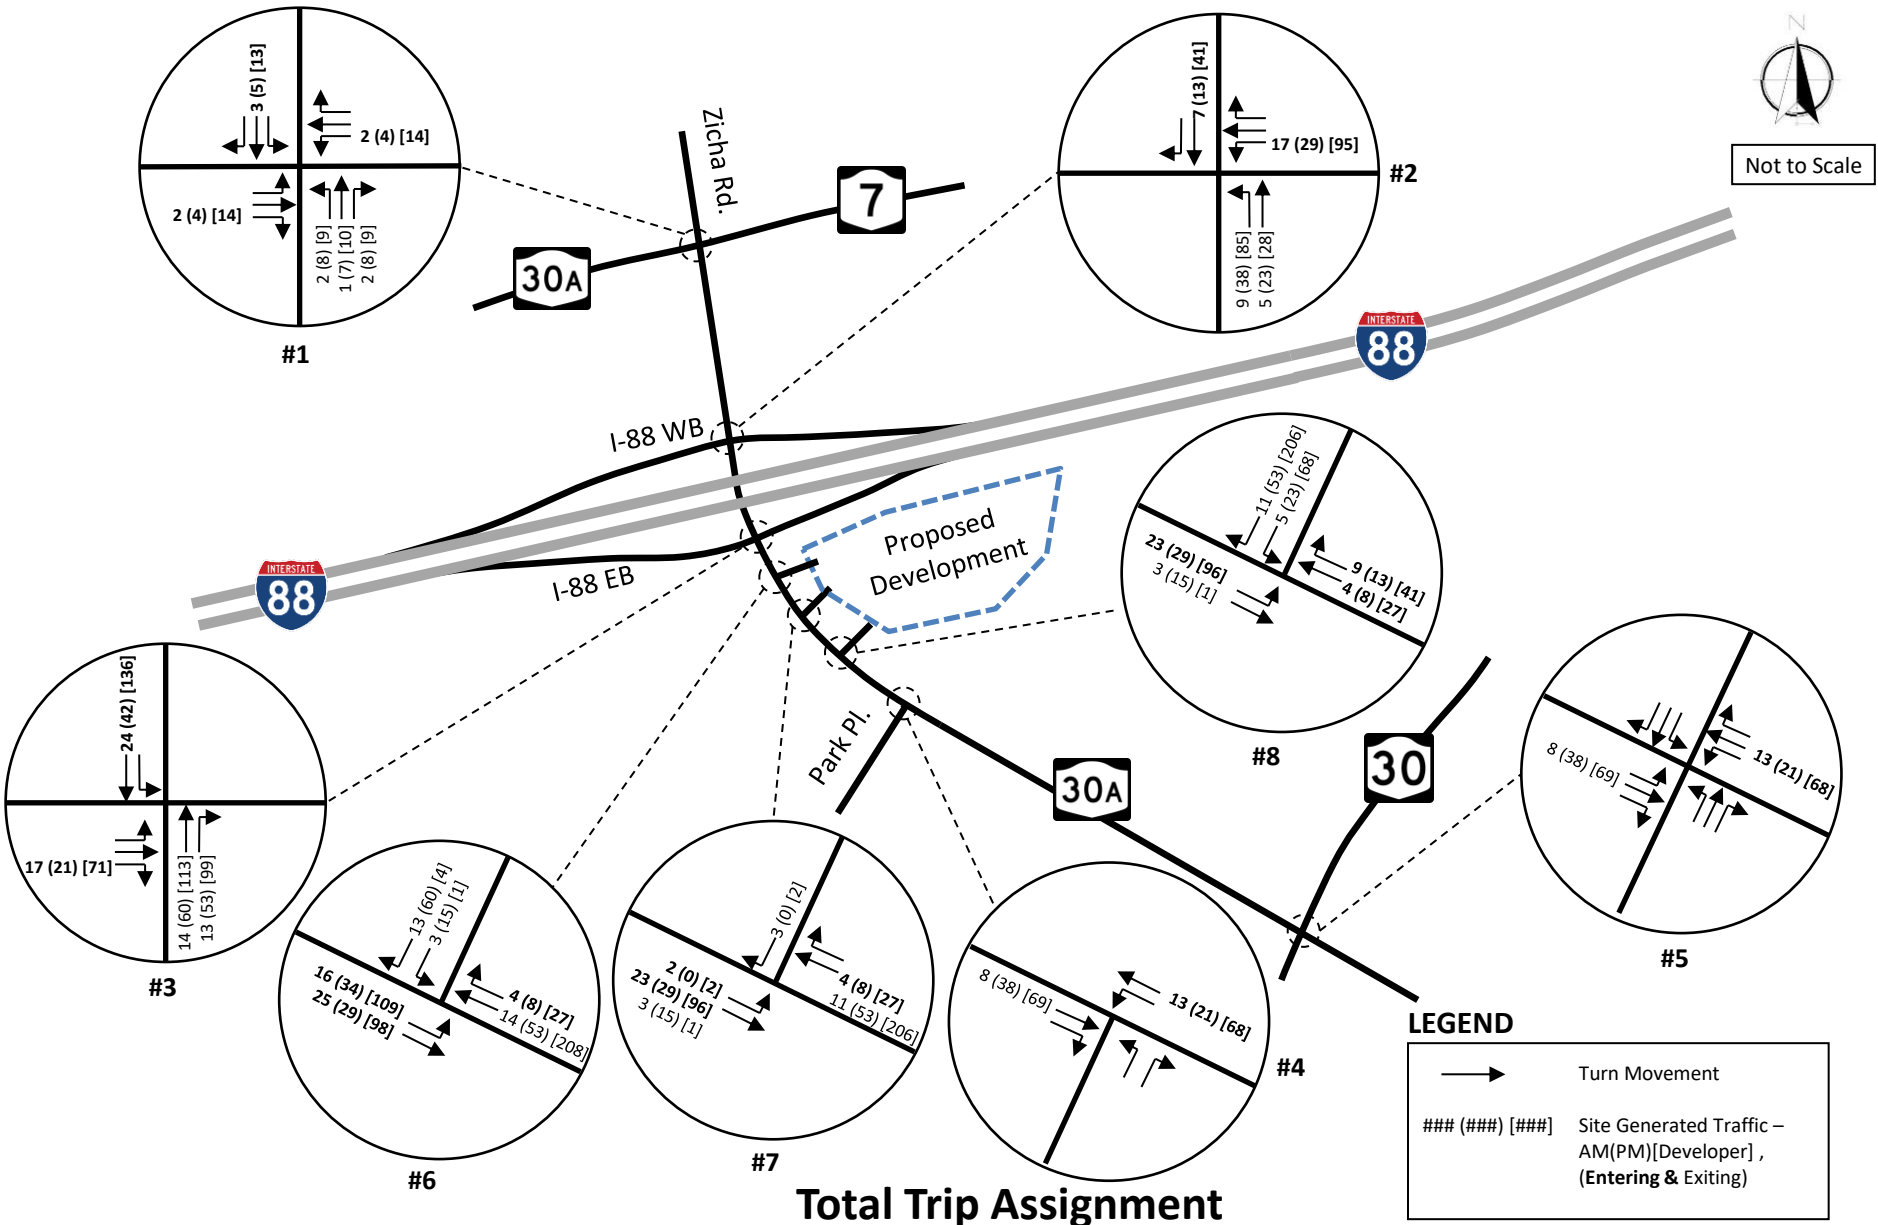 3 (5) [13]
2 (4) [14]
2 (4) [14]
2 (8) [9]
1 (7) [10]
2 (8) [9]
#1
Zicha Rd.
7
30A
7 (13) [41]
17 (29) [95]
9 (38) [85]
5 (23) [28]
#2
N
Not to Scale
INTERSTATE
88
I-88 WB
I-88 EB
INTERSTATE
88
Proposed
Development
11 (53) [206]
5 (23) [68]
23 (29) [96]
3 (15) [1]
9 (13) [41]
4 (8) [27]
#8
24 (42) [136]
17 (21) [71]
14 (60) [113]
13 (53) [99]
#3
Park Pl.
30A
30
8 (38) [69]
13 (21) [68]
#5
13 (60) [4]
3 (15) [1]
16 (34) [109]
25 (29) [98]
4 (8) [27]
14 (53) [208]
#6
3 (0) [2]
2 (0) [2]
23 (29) [96]
3 (15) [1]
4 (8) [27]
11 (53) [206]
#7
8 (38) [69]
13 (21) [68]
#4
LEGEND
Turn Movement
### (###) [###] Site Generated Traffic –
AM(PM)[Developer] ,
(Entering & Exiting)
Total Trip Assignment